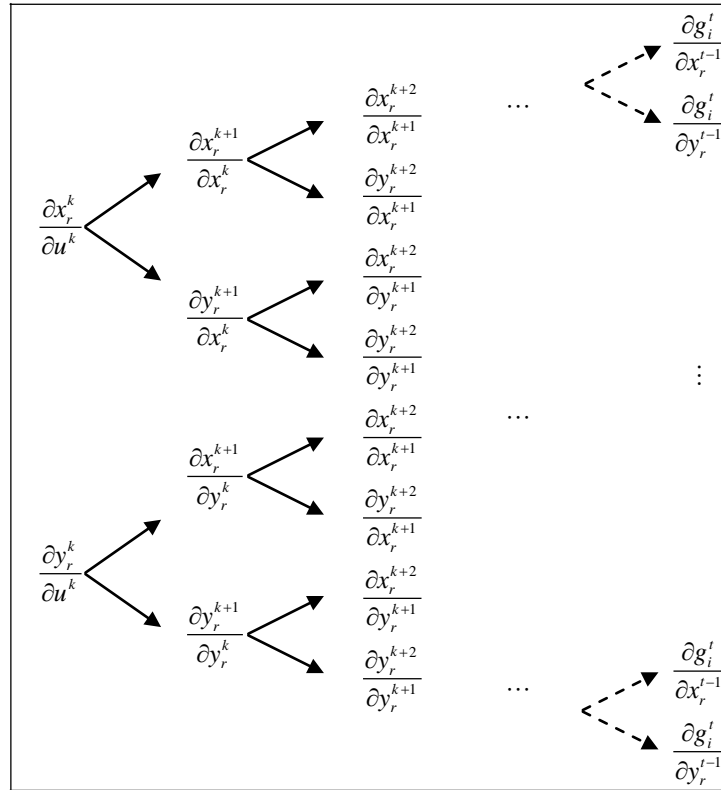 ∂x_r^k/∂u^k
∂y_r^k/∂u^k
∂x_r^{k+1}/∂x_r^k
∂y_r^{k+1}/∂x_r^k
∂x_r^{k+1}/∂y_r^k
∂y_r^{k+1}/∂y_r^k
∂x_r^{k+2}/∂x_r^{k+1}
∂y_r^{k+2}/∂x_r^{k+1}
∂x_r^{k+2}/∂y_r^{k+1}
∂y_r^{k+2}/∂y_r^{k+1}
∂x_r^{k+2}/∂x_r^{k+1}
∂y_r^{k+2}/∂x_r^{k+1}
∂x_r^{k+2}/∂y_r^{k+1}
∂y_r^{k+2}/∂y_r^{k+1}
…
…
…
∂g_i^t/∂x_r^{t-1}
∂g_i^t/∂y_r^{t-1}
⋮
∂g_i^t/∂x_r^{t-1}
∂g_i^t/∂y_r^{t-1}